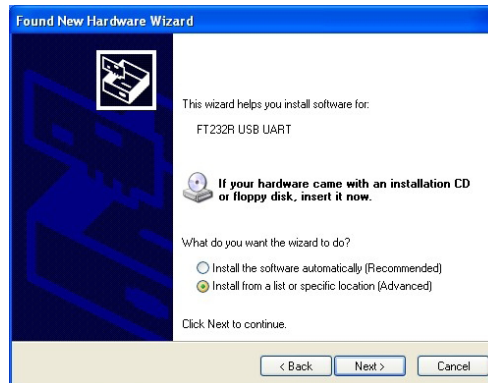 Found New Hardware Wizard
This wizard helps you install software for:
FT232R USB UART
If your hardware came with an installation CD
or floppy disk, insert it now.
What do you want the wizard to do?
Install the software automatically (Recommended)
Install from a list or specific location (Advanced)
Click Next to continue.
< Back Next > Cancel